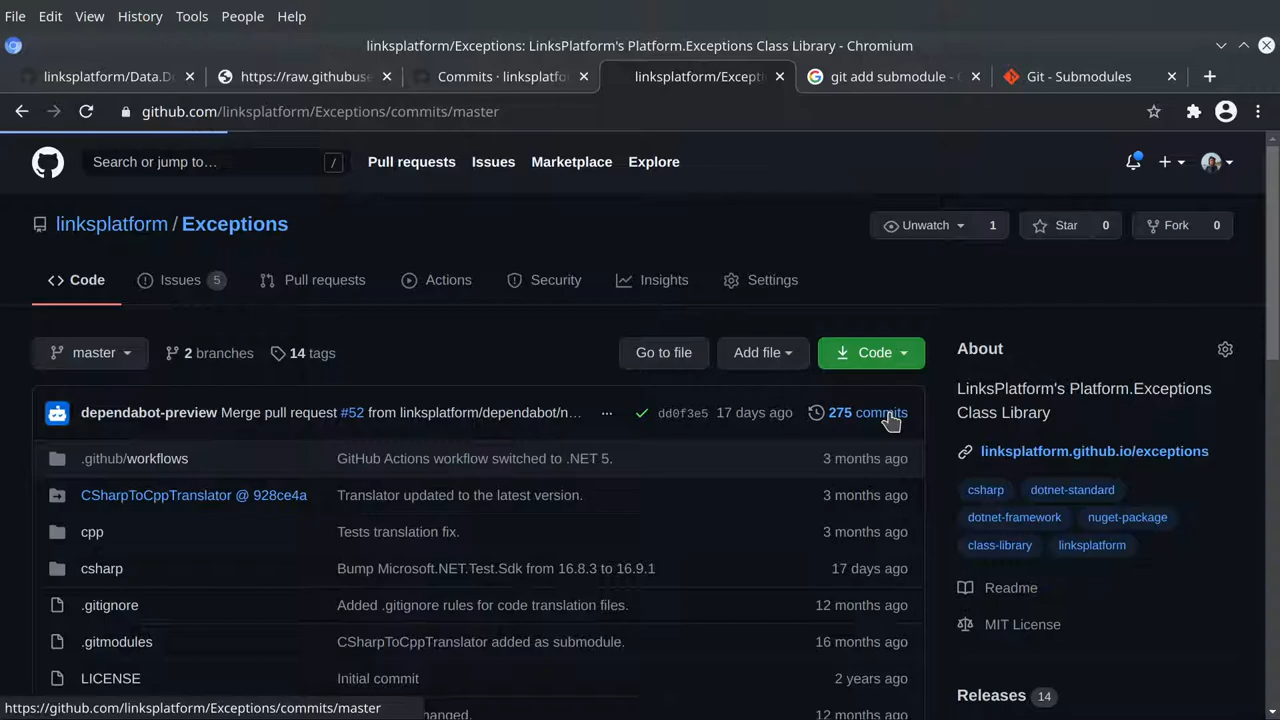 File Edit View History Tools People Help
linksplatform/Exceptions: LinksPlatform's Platform.Exceptions Class Library - Chromium
linksplatform/Data.Do
https://raw.githubuse
Commits · linksplatfo
linksplatform/Excepti
git add submodule - G
Git - Submodules
github.com/linksplatform/Exceptions/commits/master
Search or jump to… /
Pull requests Issues Marketplace Explore
linksplatform / Exceptions
Unwatch 1 Star 0 Fork 0
Code Issues 5 Pull requests Actions Security Insights Settings
master 2 branches 14 tags Go to file Add file Code
dependabot-preview Merge pull request #52 from linksplatform/dependabot/n… ... dd0f3e5 17 days ago 275 commits
.github/workflows GitHub Actions workflow switched to .NET 5. 3 months ago
CSharpToCppTranslator @ 928ce4a Translator updated to the latest version. 3 months ago
cpp Tests translation fix. 3 months ago
csharp Bump Microsoft.NET.Test.Sdk from 16.8.3 to 16.9.1 17 days ago
.gitignore Added .gitignore rules for code translation files. 12 months ago
.gitmodules CSharpToCppTranslator added as submodule. 16 months ago
LICENSE Initial commit 2 years ago
hanged. 12 months ago
About
LinksPlatform's Platform.Exceptions
Class Library
linksplatform.github.io/exceptions
csharp dotnet-standard
dotnet-framework nuget-package
class-library linksplatform
Readme
MIT License
Releases 14
https://github.com/linksplatform/Exceptions/commits/master